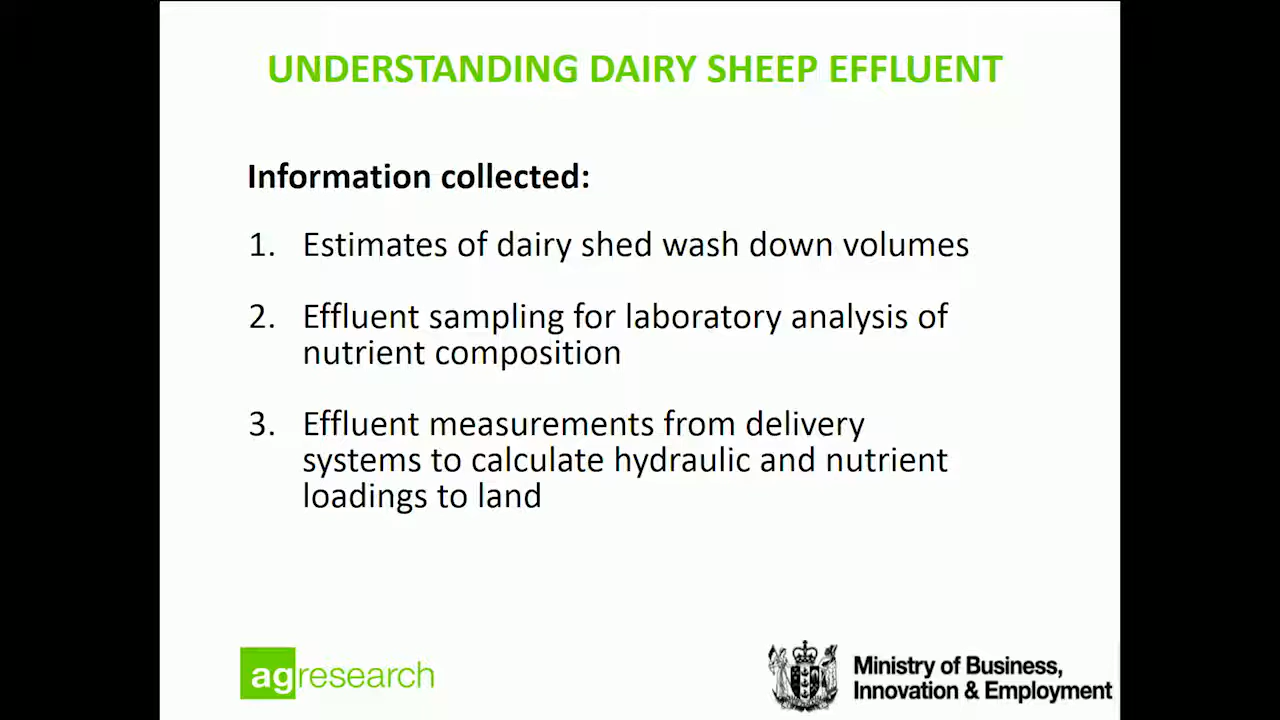 UNDERSTANDING DAIRY SHEEP EFFLUENT
Information collected:
1. Estimates of dairy shed wash down volumes
2. Effluent sampling for laboratory analysis of
nutrient composition
3. Effluent measurements from delivery
systems to calculate hydraulic and nutrient
loadings to land
agresearch
Ministry of Business,
Innovation & Employment